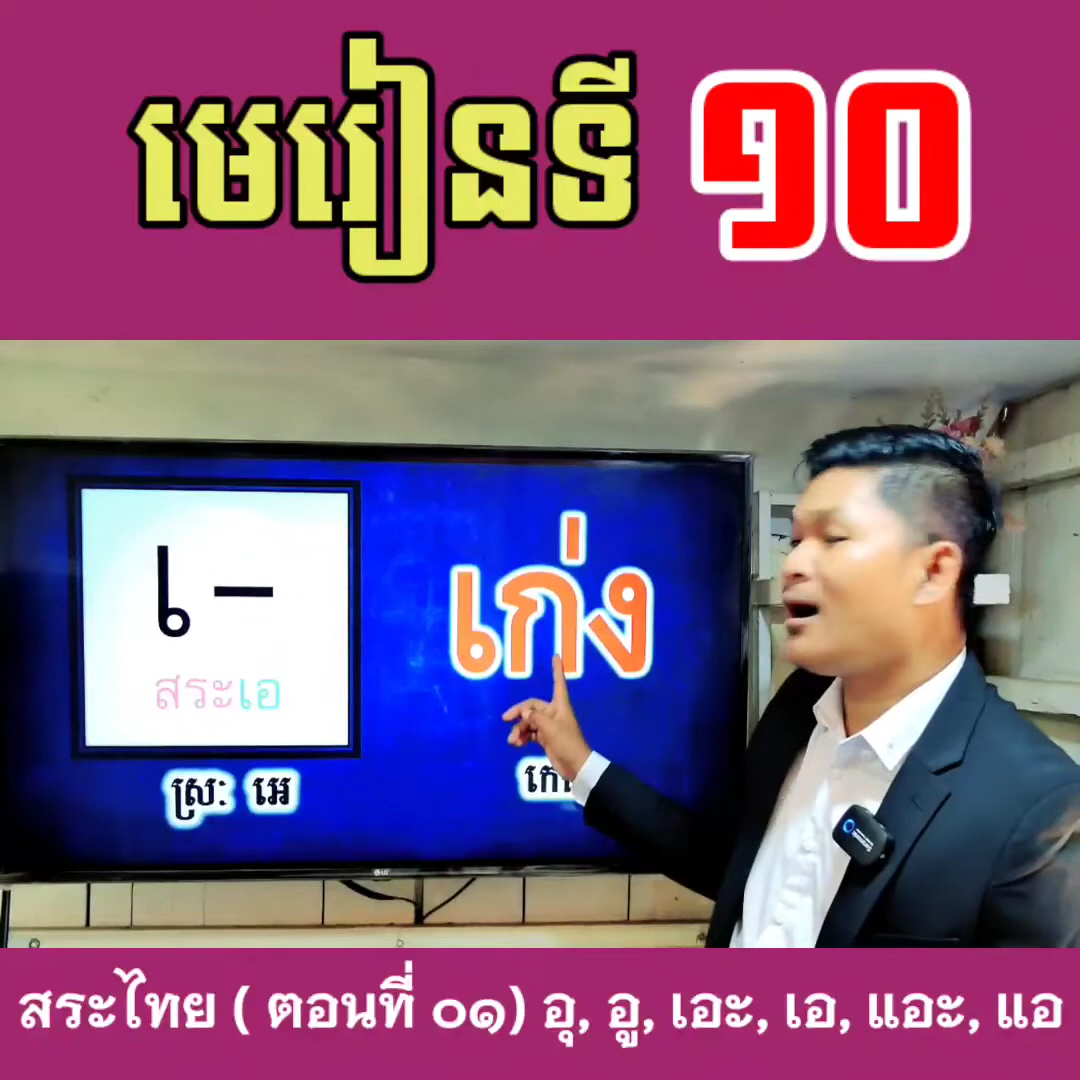 មេរៀនទី ១០
เ –
เก่ง
สระเอ
ស្រៈ អេ
สระไทย ( ตอนที่ ๐๑) อุ, อู, เอะ, เอ, แอะ, แอ